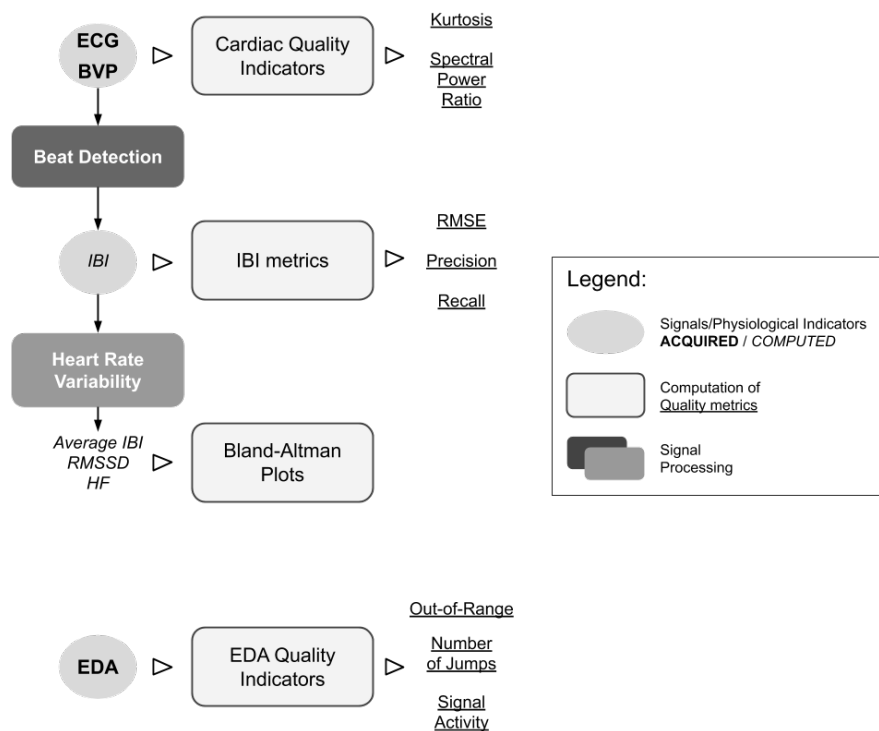 ECG
BVP
Cardiac Quality
Indicators
Kurtosis
Spectral
Power
Ratio
Beat Detection
IBI
IBI metrics
RMSE
Precision
Recall
Heart Rate
Variability
Average IBI
RMSSD
HF
Bland-Altman
Plots
Legend:
Signals/Physiological Indicators
ACQUIRED / COMPUTED
Computation of
Quality metrics
Signal
Processing
EDA
EDA Quality
Indicators
Out-of-Range
Number
of Jumps
Signal
Activity